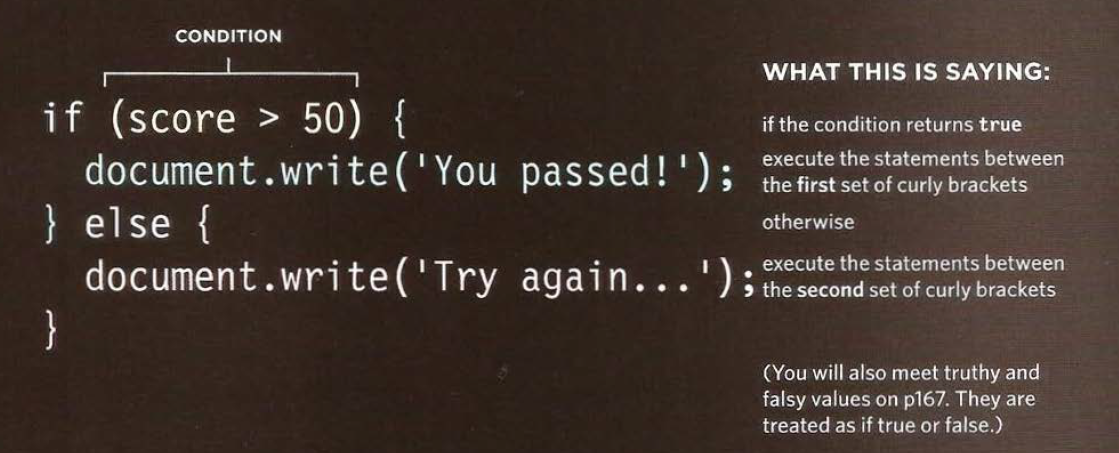 CONDITION
if (score > 50) {
document.write('You passed!');
} else {
document.write('Try again...');
}
WHAT THIS IS SAYING:
if the condition returns true
execute the statements between
the first set of curly brackets
otherwise
execute the statements between
the second set of curly brackets
(You will also meet truthy and
falsy values on p167. They are
treated as if true or false.)